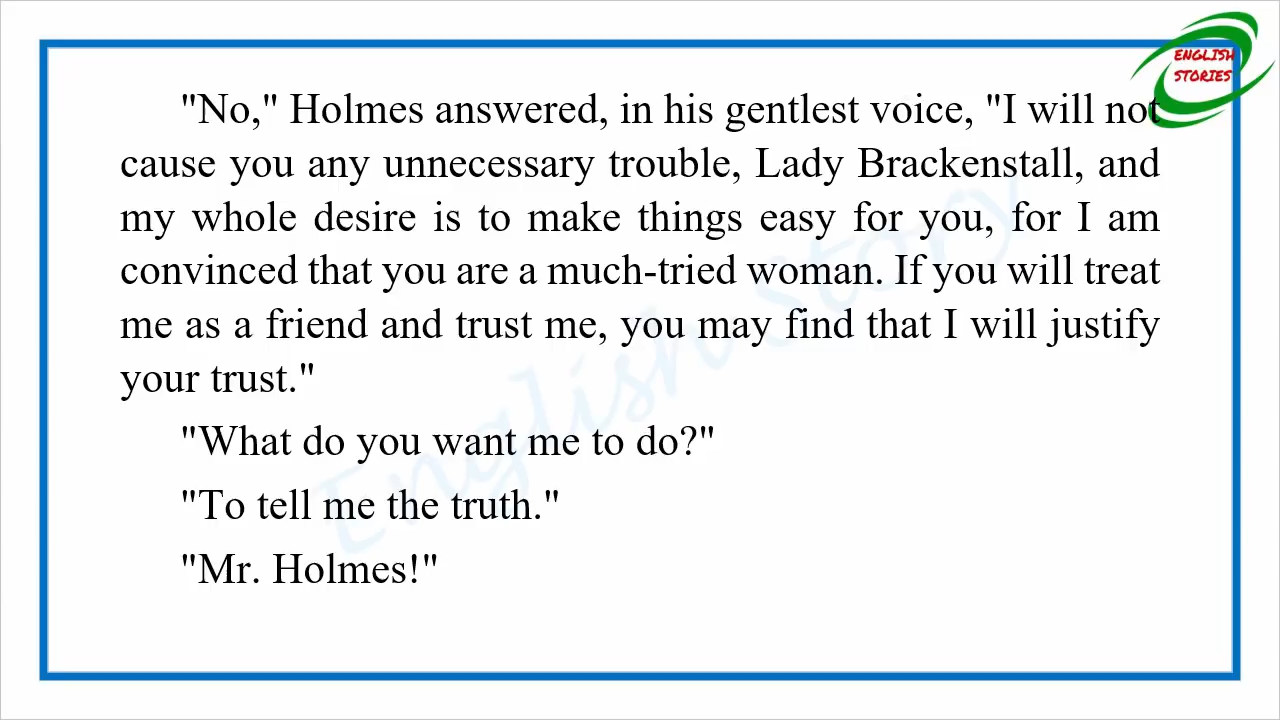 ENGLISH
STORIES
"No," Holmes answered, in his gentlest voice, "I will not
cause you any unnecessary trouble, Lady Brackenstall, and
my whole desire is to make things easy for you, for I am
convinced that you are a much-tried woman. If you will treat
me as a friend and trust me, you may find that I will justify
your trust."
"What do you want me to do?"
"To tell me the truth."
"Mr. Holmes!"
English Story